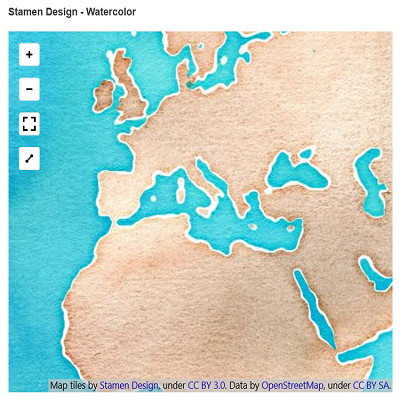 Stamen Design - Watercolor
+
−
Map tiles by Stamen Design, under CC BY 3.0. Data by OpenStreetMap, under CC BY SA.